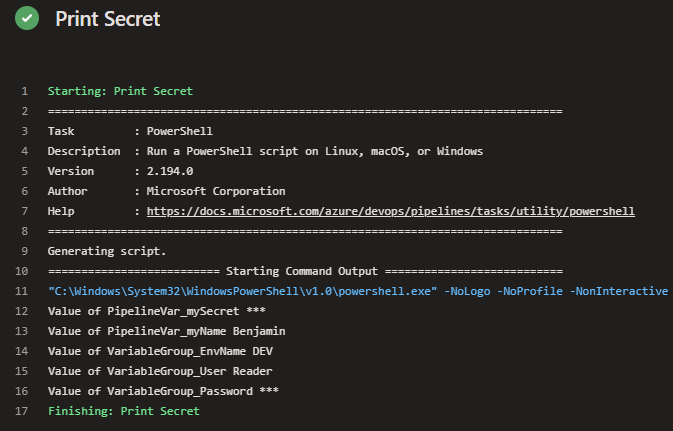 Print Secret
1 Starting: Print Secret
2 ==============================================================================
3 Task         : PowerShell
4 Description  : Run a PowerShell script on Linux, macOS, or Windows
5 Version      : 2.194.0
6 Author       : Microsoft Corporation
7 Help         : https://docs.microsoft.com/azure/devops/pipelines/tasks/utility/powershell
8 ==============================================================================
9 Generating script.
10 ========================== Starting Command Output ===========================
11 "C:\Windows\System32\WindowsPowerShell\v1.0\powershell.exe" -NoLogo -NoProfile -NonInteractive
12 Value of PipelineVar_mySecret ***
13 Value of PipelineVar_myName Benjamin
14 Value of VariableGroup_EnvName DEV
15 Value of VariableGroup_User Reader
16 Value of VariableGroup_Password ***
17 Finishing: Print Secret